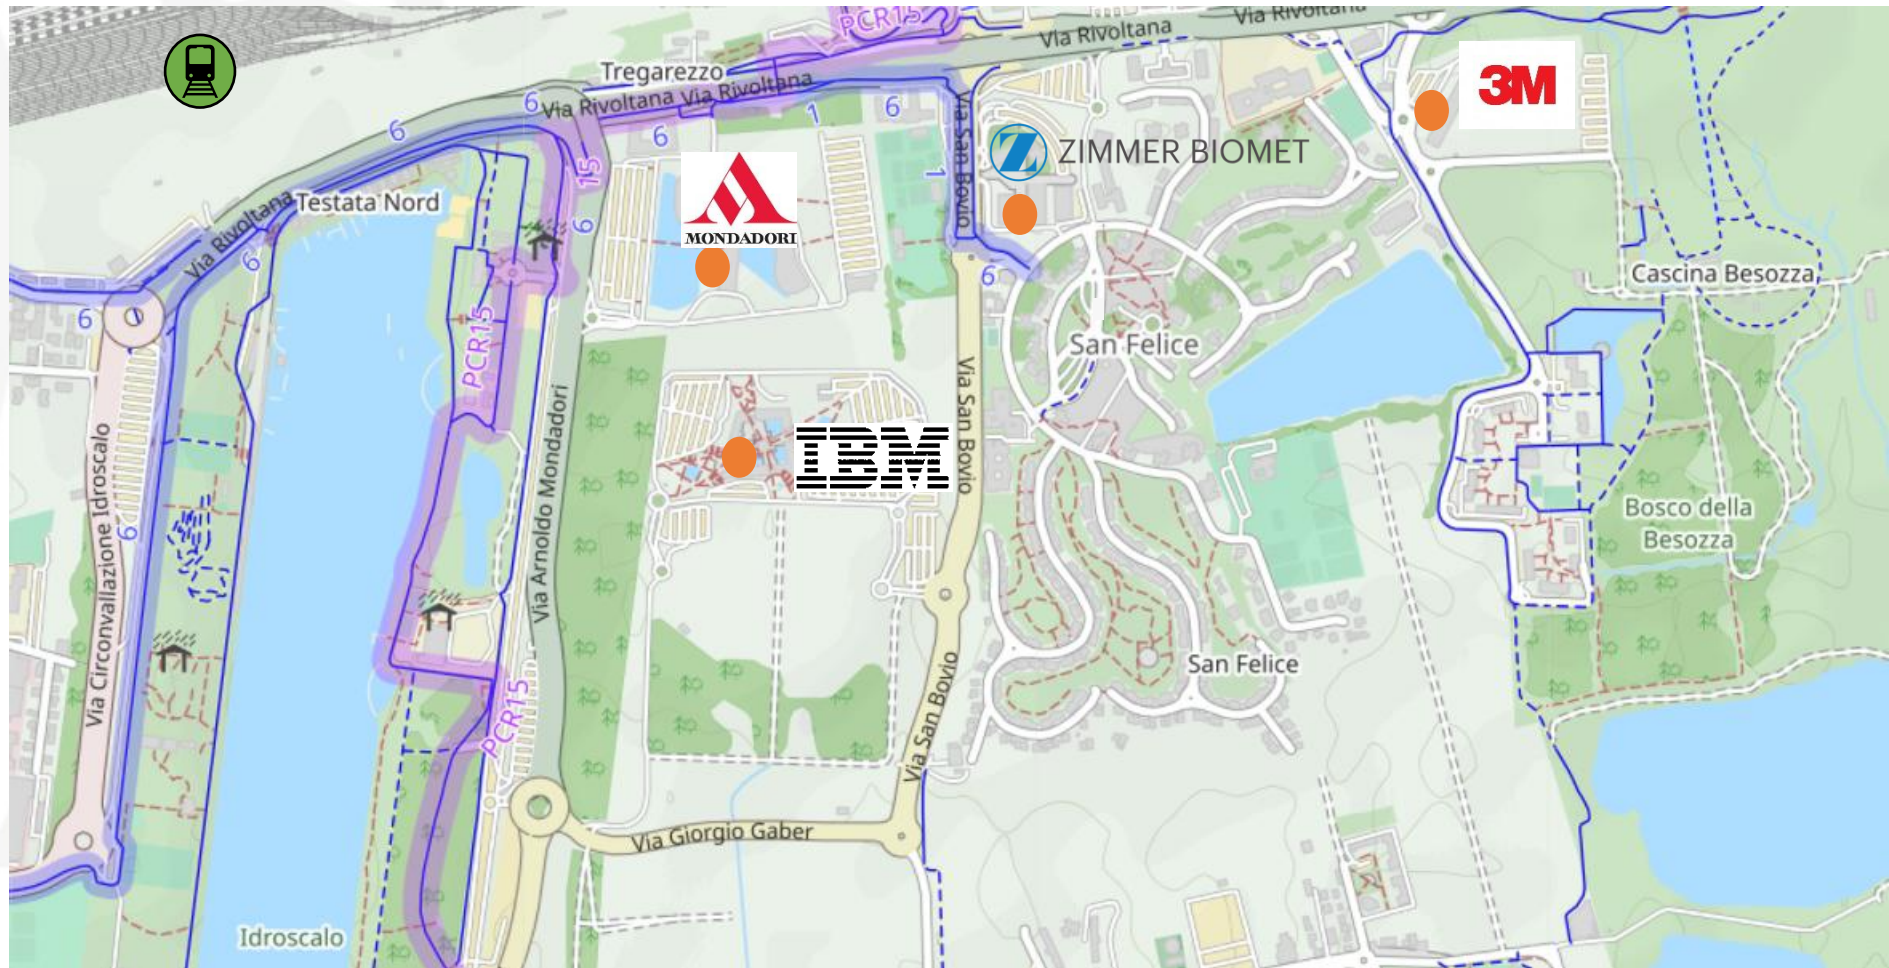 PCR15
Via Rivoltana
Via Rivoltana
Tregarezzo
Via Rivoltana
Via Rivoltana
6
6
6
1
6
3M
Via San Bovio
1
ZIMMER BIOMET
15
MONDADORI
Testata Nord
Via Rivoltana
6
6
6
6
Cascina Besozza
San Felice
PCR15
Via Circonvallazione Idroscalo
6
Via Arnoldo Mondadori
IBM
Via San Bovio
Bosco della
Besozza
San Felice
PCR15
Via San Bovio
Via Giorgio Gaber
Idroscalo